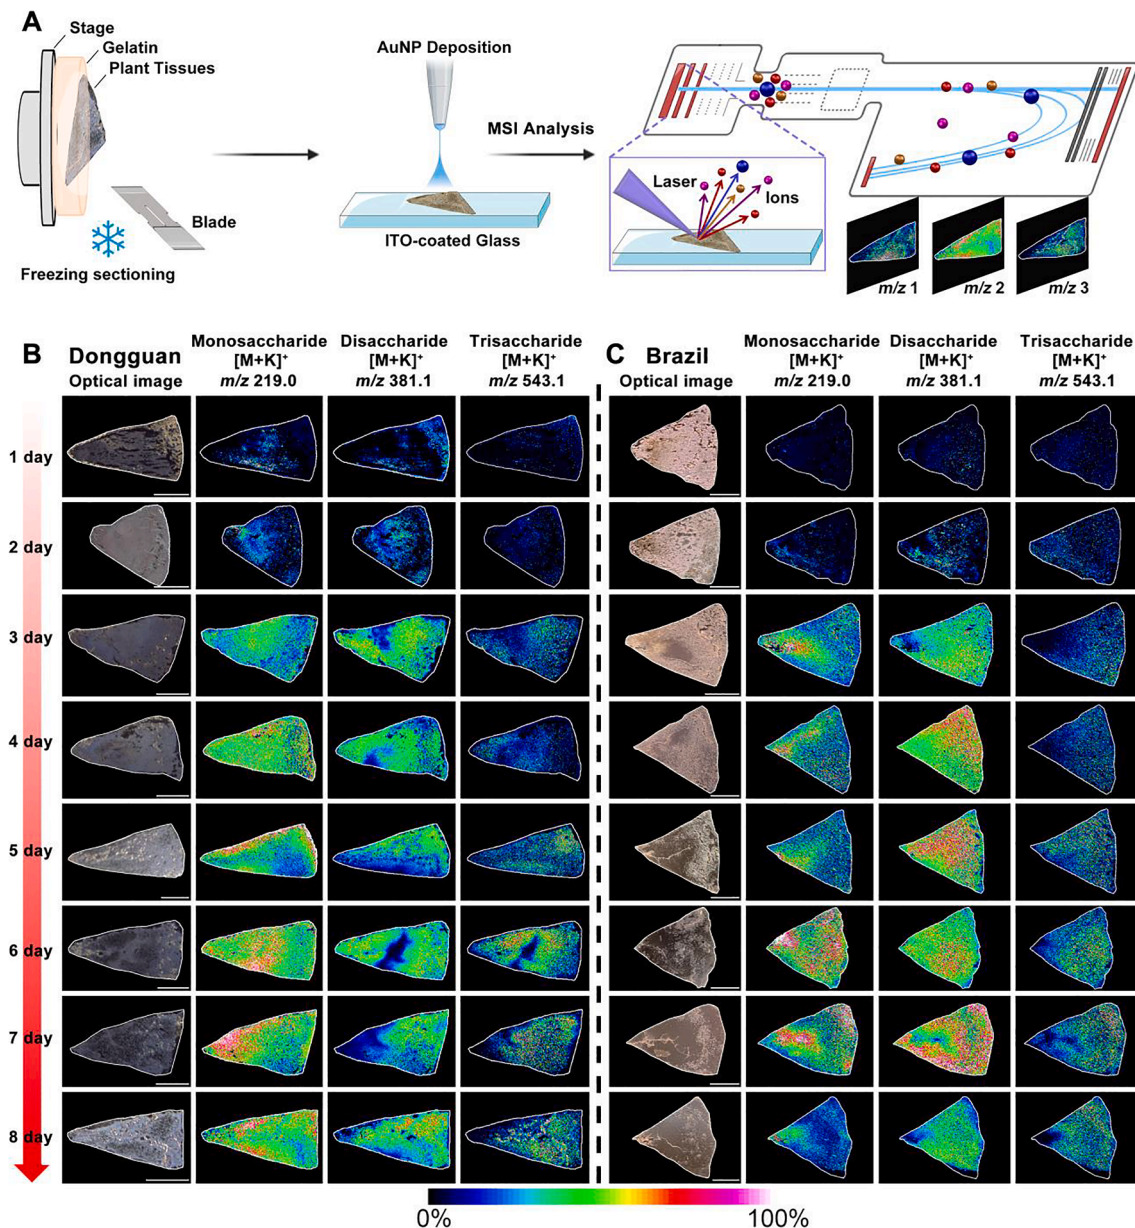 A
Stage
Gelatin
Plant Tissues
Blade
Freezing sectioning
AuNP Deposition
ITO-coated Glass
MSI Analysis
Laser
Ions
m/z 1
m/z 2
m/z 3
B
Dongguan
Optical image
Monosaccharide
[M+K]+
m/z 219.0
Disaccharide
[M+K]+
m/z 381.1
Trisaccharide
[M+K]+
m/z 543.1
C
Brazil
Optical image
Monosaccharide
[M+K]+
m/z 219.0
Disaccharide
[M+K]+
m/z 381.1
Trisaccharide
[M+K]+
m/z 543.1
1 day
2 day
3 day
4 day
5 day
6 day
7 day
8 day
0%
100%